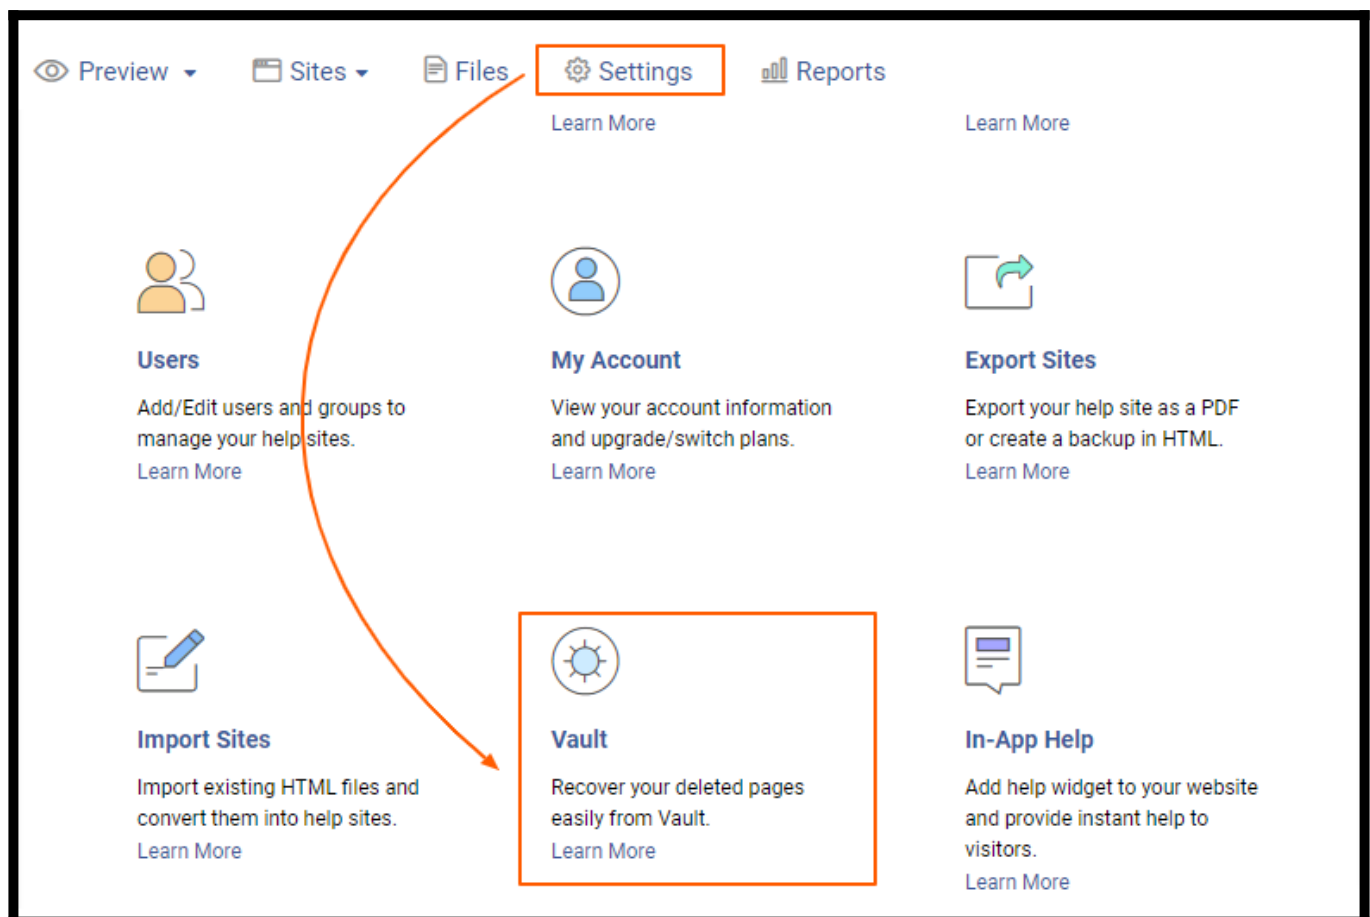 Preview Sites Files Settings Reports
Learn More
Learn More
Users
Add/Edit users and groups to
manage your help sites.
Learn More
My Account
View your account information
and upgrade/switch plans.
Learn More
Export Sites
Export your help site as a PDF
or create a backup in HTML.
Learn More
Import Sites
Import existing HTML files and
convert them into help sites.
Learn More
Vault
Recover your deleted pages
easily from Vault.
Learn More
In-App Help
Add help widget to your website
and provide instant help to
visitors.
Learn More